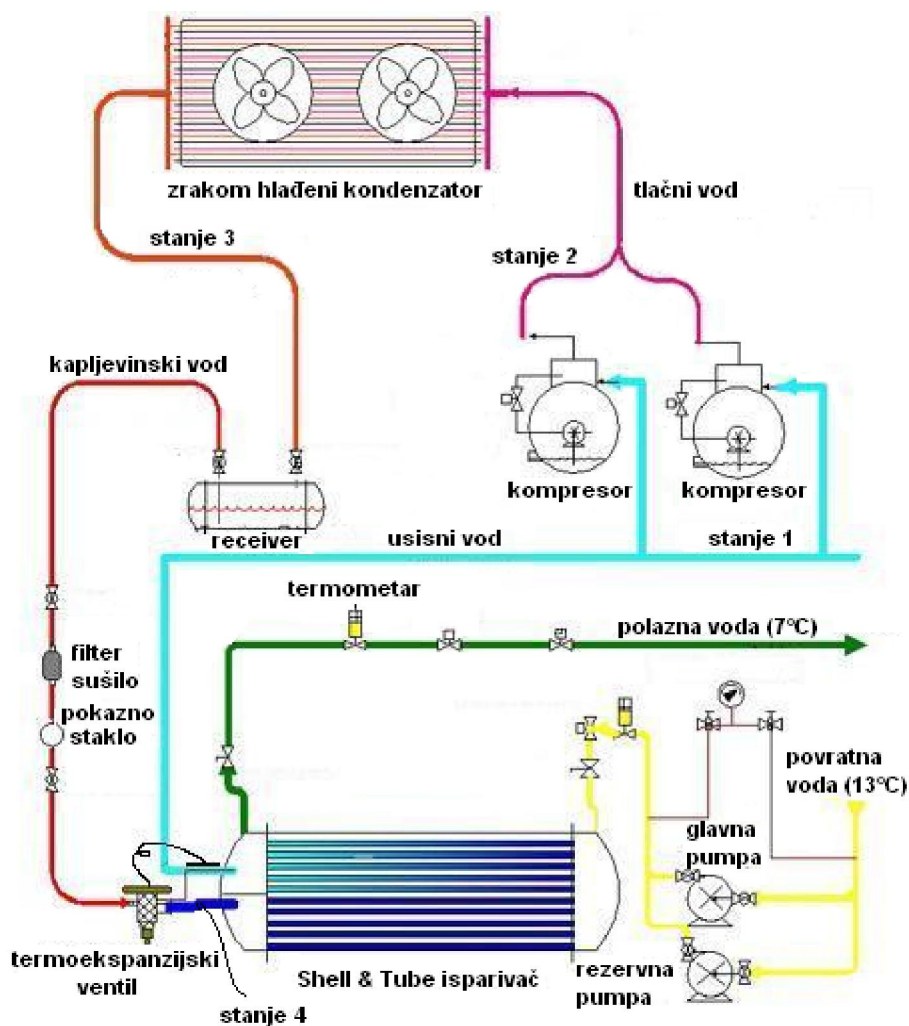 zrakom hlađeni kondenzator
tlačni vod
stanje 3
stanje 2
kapljevinski vod
kompresor
kompresor
receiver
usisni vod
stanje 1
termometar
polazna voda (7°C)
filter
sušilo
pokazno
staklo
povratna
voda (13°C)
glavna
pumpa
termoekspanzijski
ventil
Shell & Tube isparivač
rezervna
pumpa
stanje 4